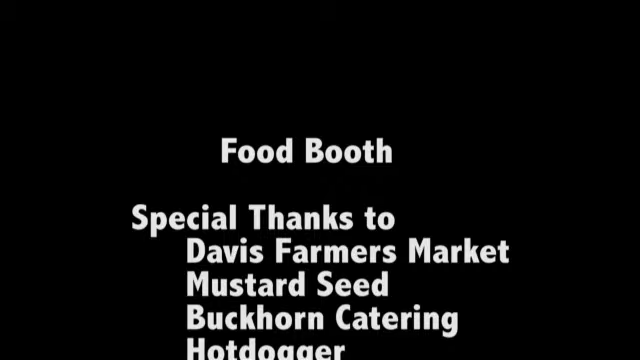 Food Booth
Special Thanks to
Davis Farmers Market
Mustard Seed
Buckhorn Catering
Hotdogger